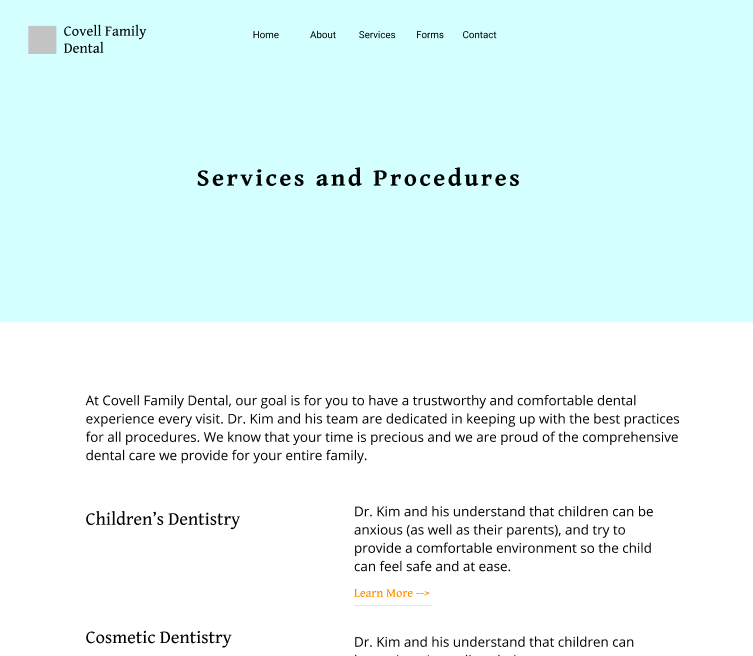 Covell Family
Dental
Home About Services Forms Contact
Services and Procedures
At Covell Family Dental, our goal is for you to have a trustworthy and comfortable dental
experience every visit. Dr. Kim and his team are dedicated in keeping up with the best practices
for all procedures. We know that your time is precious and we are proud of the comprehensive
dental care we provide for your entire family.
Children’s Dentistry
Dr. Kim and his understand that children can be
anxious (as well as their parents), and try to
provide a comfortable environment so the child
can feel safe and at ease.
Learn More -->
Cosmetic Dentistry
Dr. Kim and his understand that children can